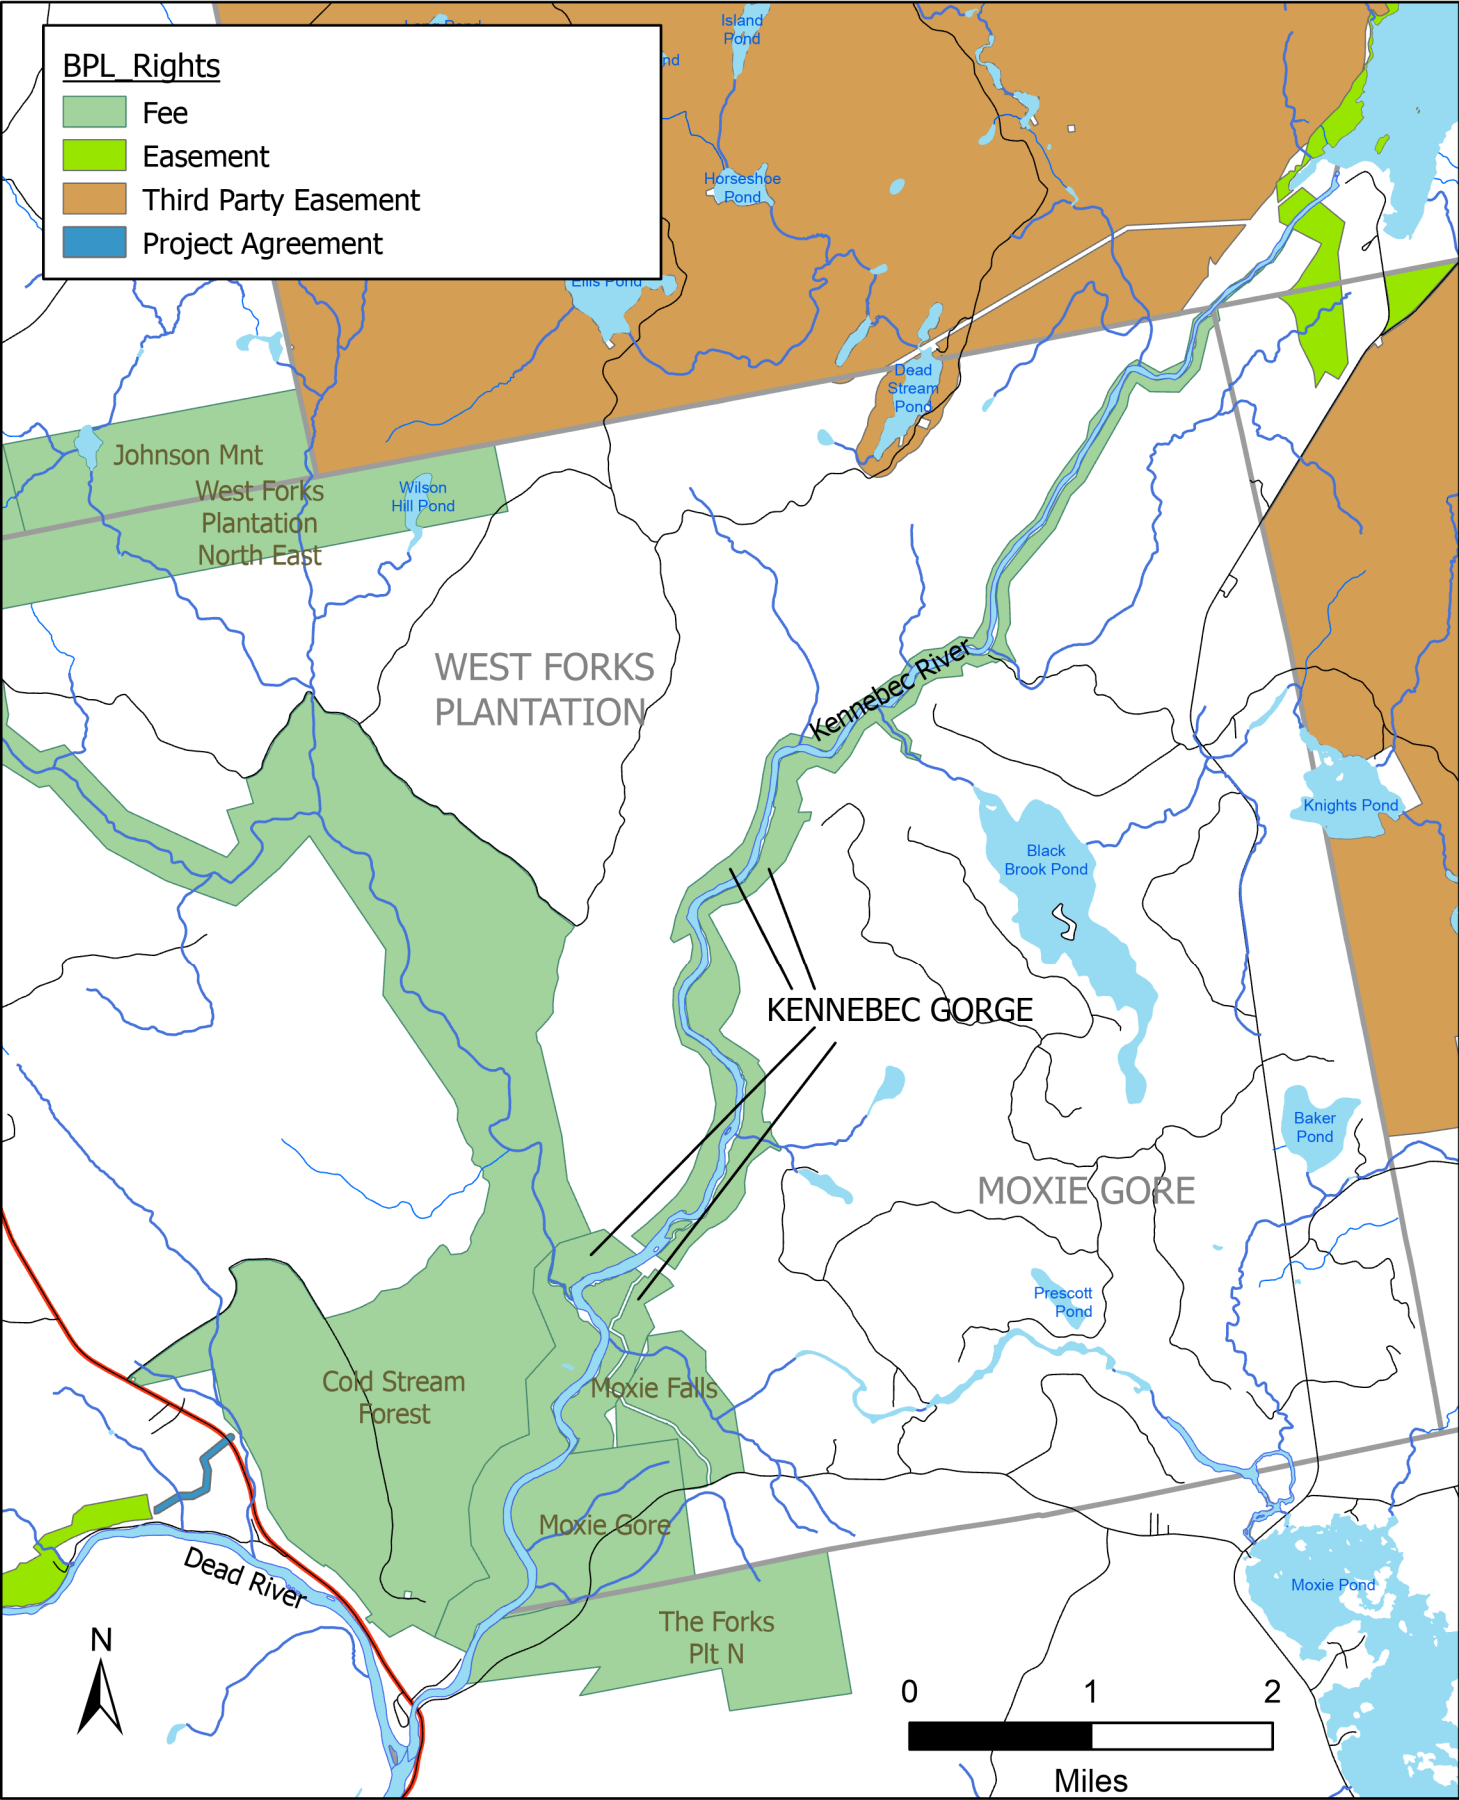 Island
Pond
BPL_Rights
Fee
Easement
Third Party Easement
Project Agreement
Horseshoe
Pond
Ellis Pond
Dead
Stream
Pond
Johnson Mnt
West Forks
Plantation
North East
Wilson
Hill Pond
WEST FORKS
PLANTATION
Kennebec River
Knights Pond
Black
Brook Pond
KENNEBEC GORGE
Baker
Pond
MOXIE GORE
Prescott
Pond
Cold Stream
Forest
Moxie Falls
Moxie Gore
Dead River
Moxie Pond
The Forks
Plt N
N
0 1 2
Miles